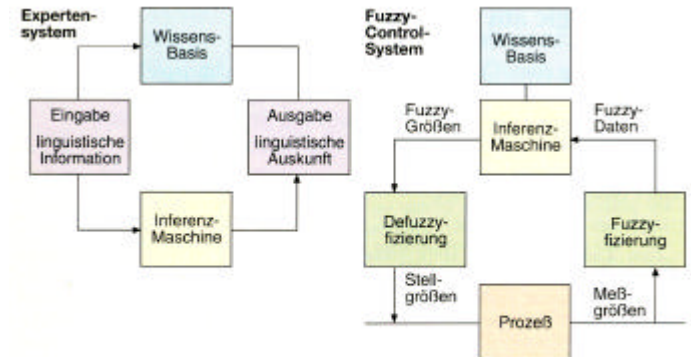 Experten-
system
Wissens-
Basis
Eingabe
linguistische
Information
Ausgabe
linguistische
Auskunft
Inferenz-
Maschine
Fuzzy-
Control-
System
Wissens-
Basis
Fuzzy-
Größen
Inferenz-
Maschine
Fuzzy-
Daten
Defuzzy-
fizierung
Fuzzy-
fizierung
Stell-
größen
Prozeß
Meß-
größen